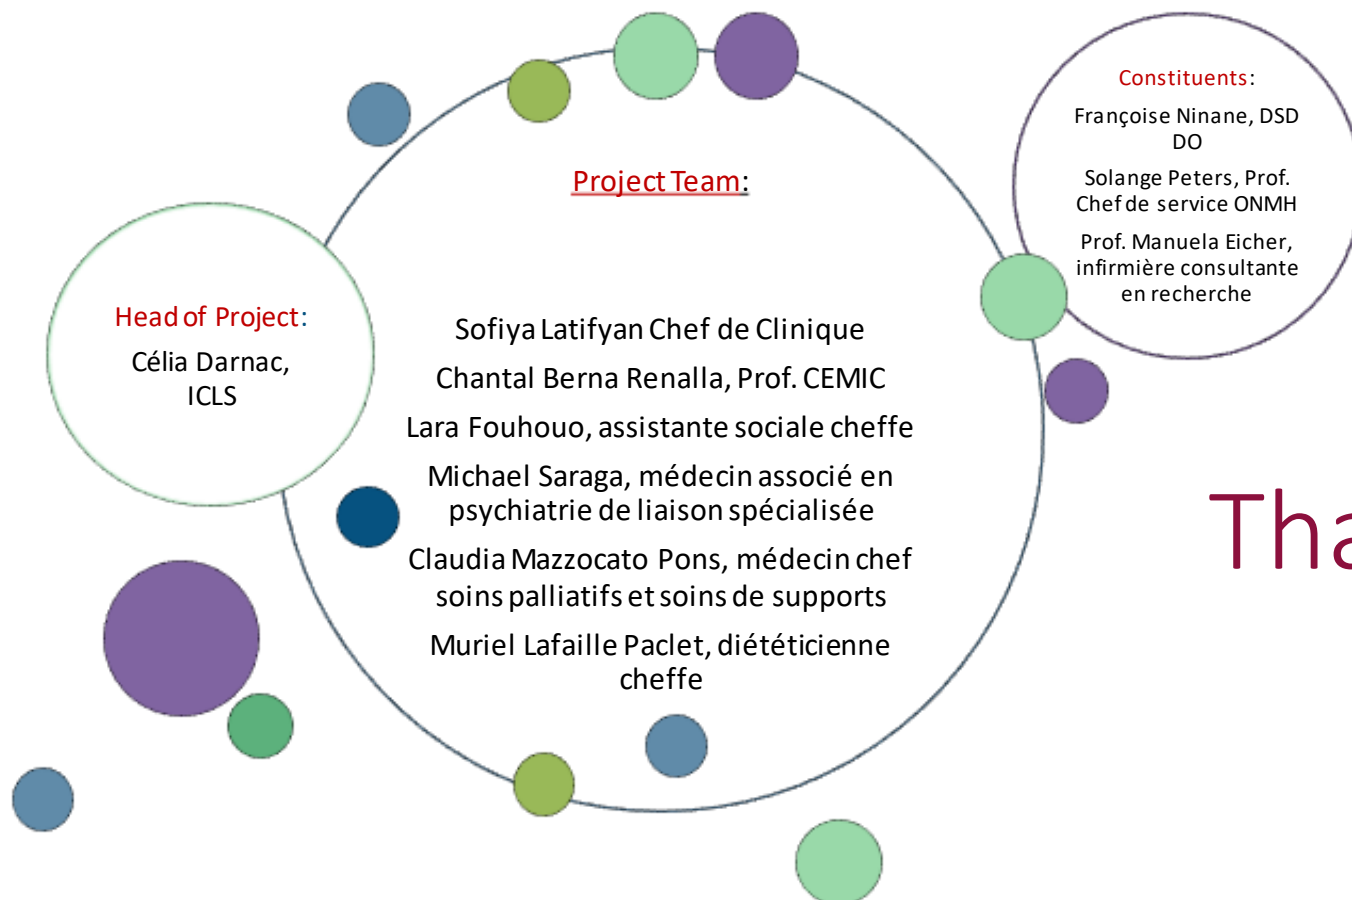 Head of Project:
Célia Darnac,
ICLS
Project Team:
Sofiya Latifyan Chef de Clinique
Chantal Berna Renalla, Prof. CEMIC
Lara Fouhouo, assistante sociale cheffe
Michael Saraga, médecin associé en
psychiatrie de liaison spécialisée
Claudia Mazzocato Pons, médecin chef
soins palliatifs et soins de supports
Muriel Lafaille Paclet, diététicienne
cheffe
Constituents:
Françoise Ninane, DSD
DO
Solange Peters, Prof.
Chef de service ONMH
Prof. Manuela Eicher,
infirmière consultante
en recherche
Tha